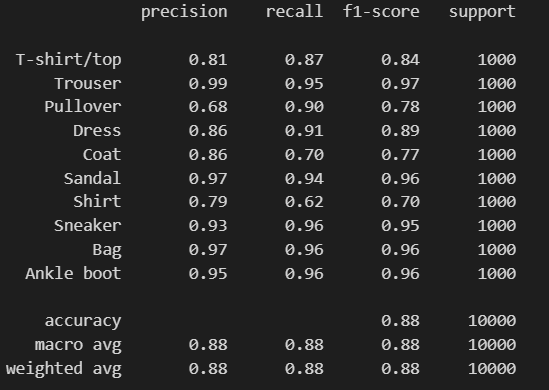 precision recall f1-score support
T-shirt/top 0.81 0.87 0.84 1000
Trouser 0.99 0.95 0.97 1000
Pullover 0.68 0.90 0.78 1000
Dress 0.86 0.91 0.89 1000
Coat 0.86 0.70 0.77 1000
Sandal 0.97 0.94 0.96 1000
Shirt 0.79 0.62 0.70 1000
Sneaker 0.93 0.96 0.95 1000
Bag 0.97 0.96 0.96 1000
Ankle boot 0.95 0.96 0.96 1000
accuracy 0.88 10000
macro avg 0.88 0.88 0.88 10000
weighted avg 0.88 0.88 0.88 10000